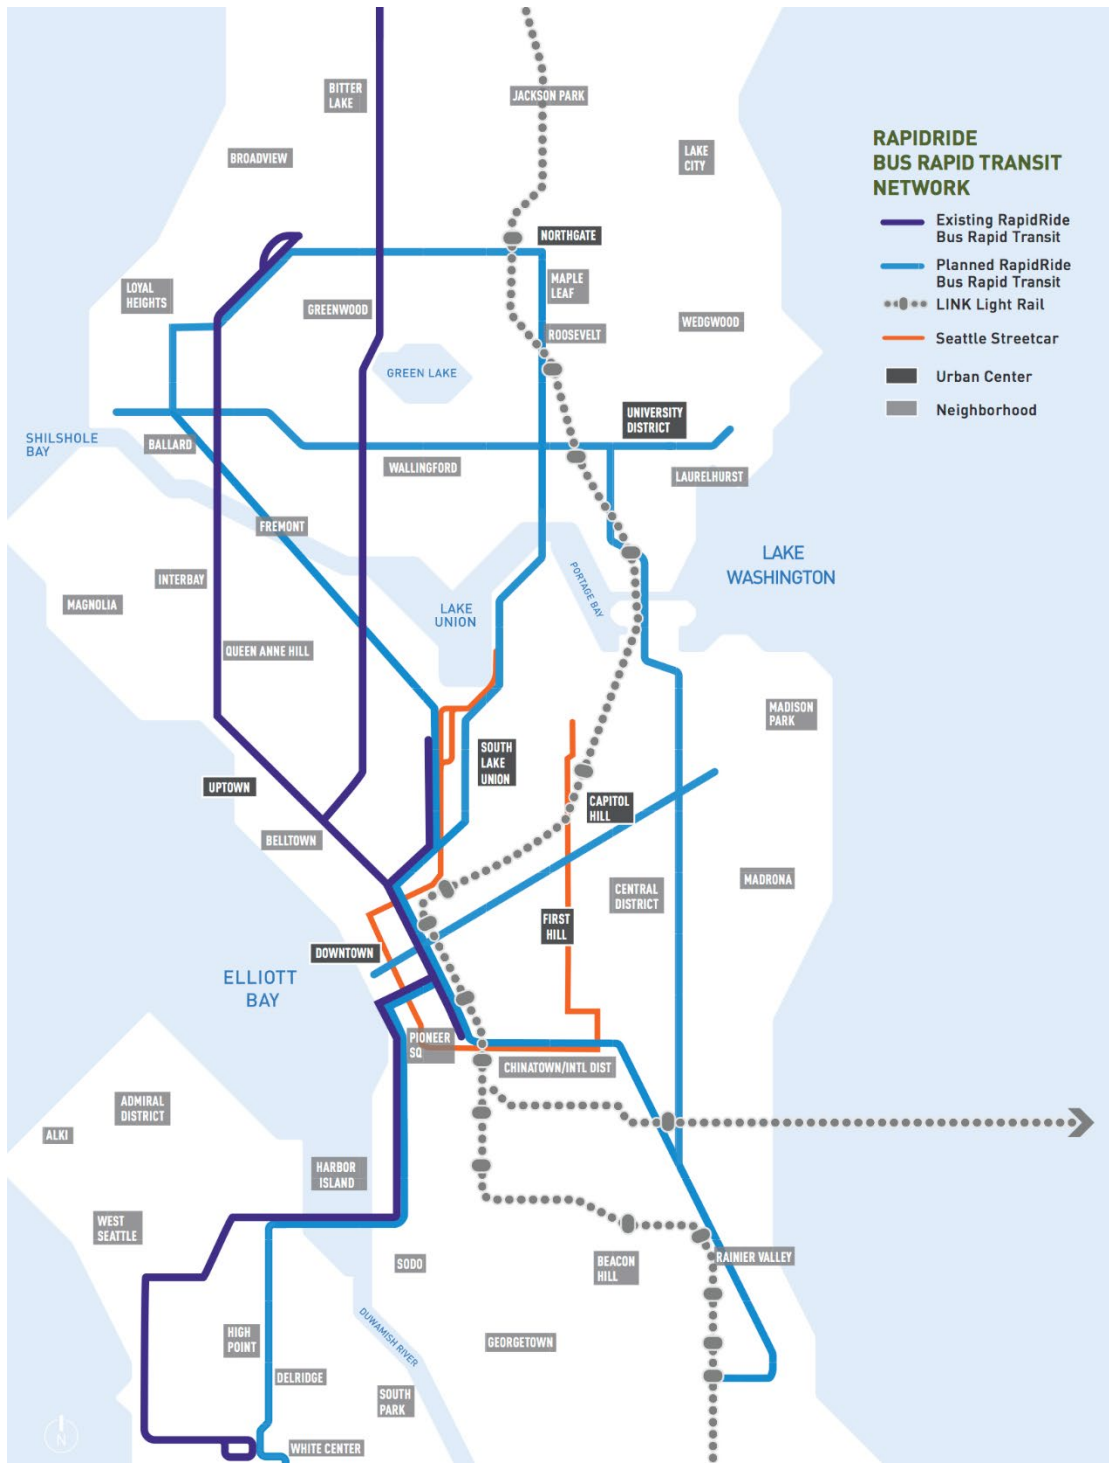 BITTER
LAKE
JACKSON PARK
BROADVIEW
LAKE
CITY
RAPIDRIDE
BUS RAPID TRANSIT
NETWORK
Existing RapidRide
Bus Rapid Transit
Planned RapidRide
Bus Rapid Transit
LINK Light Rail
Seattle Streetcar
Urban Center
Neighborhood
NORTHGATE
LOYAL
HEIGHTS
MAPLE
LEAF
GREENWOOD
ROOSEVELT
WEDGWOOD
GREEN LAKE
UNIVERSITY
DISTRICT
SHILSHOLE
BAY
BALLARD
WALLINGFORD
LAURELHURST
FREMONT
LAKE
WASHINGTON
INTERBAY
PORTAGE BAY
MAGNOLIA
LAKE
UNION
QUEEN ANNE HILL
MADISON
PARK
SOUTH
LAKE
UNION
UPTOWN
CAPITOL
HILL
BELLTOWN
CENTRAL
DISTRICT
MADRONA
FIRST
HILL
DOWNTOWN
ELLIOTT
BAY
PIONEER
SQ
CHINATOWN/INTL DIST
ADMIRAL
DISTRICT
ALKI
HARBOR
ISLAND
WEST
SEATTLE
SODO
BEACON
HILL
RAINIER VALLEY
HIGH
POINT
DUWAMISH RIVER
GEORGETOWN
DELRIDGE
SOUTH
PARK
WHITE CENTER
N